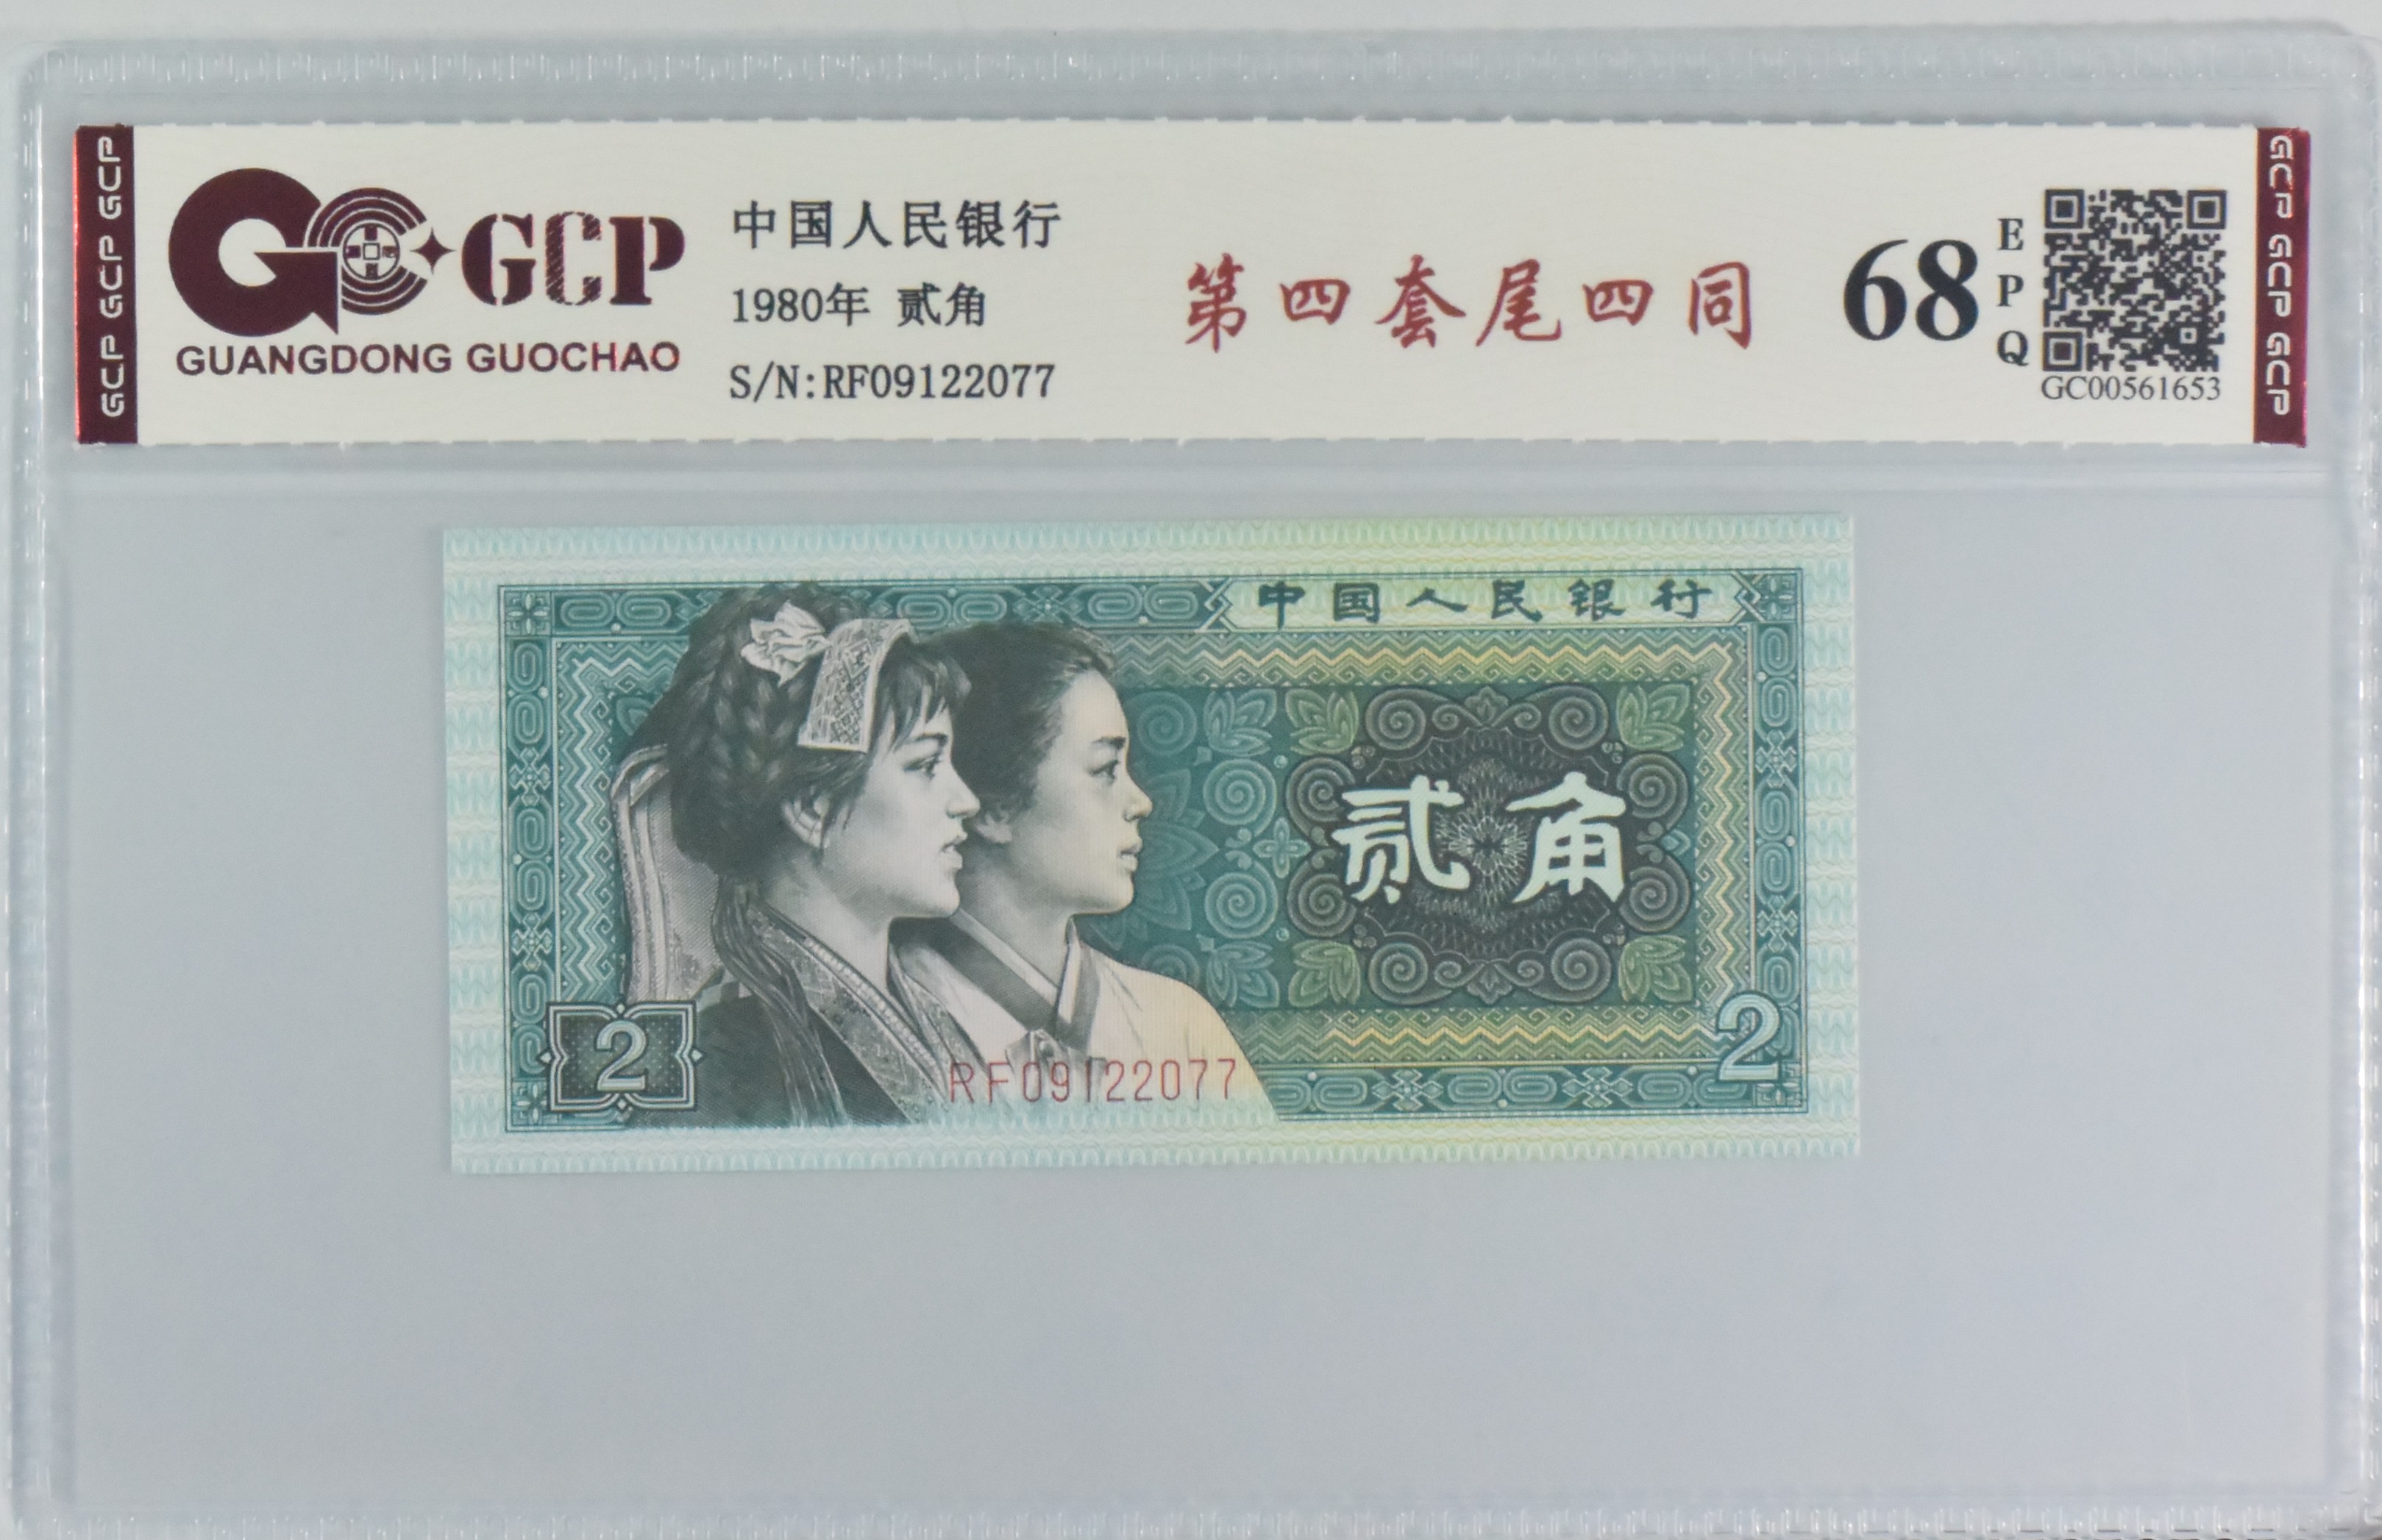 GCP GCP GCP
GCP
GUANGDONG GUOCHAO
中国人民银行
1980年 贰角
S/N:RF09122077
第四套尾四同
68
EPQ
GC00561653
GCP GCP GCP
中国人民银行
贰角
2
RF09122077
2